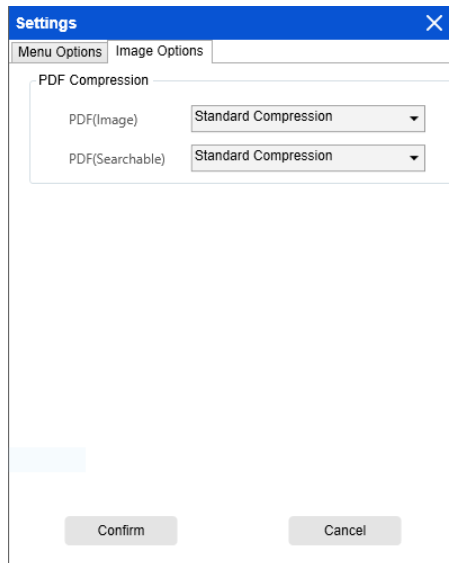 Settings
Menu Options Image Options
PDF Compression
PDF(Image) Standard Compression
PDF(Searchable) Standard Compression
Confirm Cancel